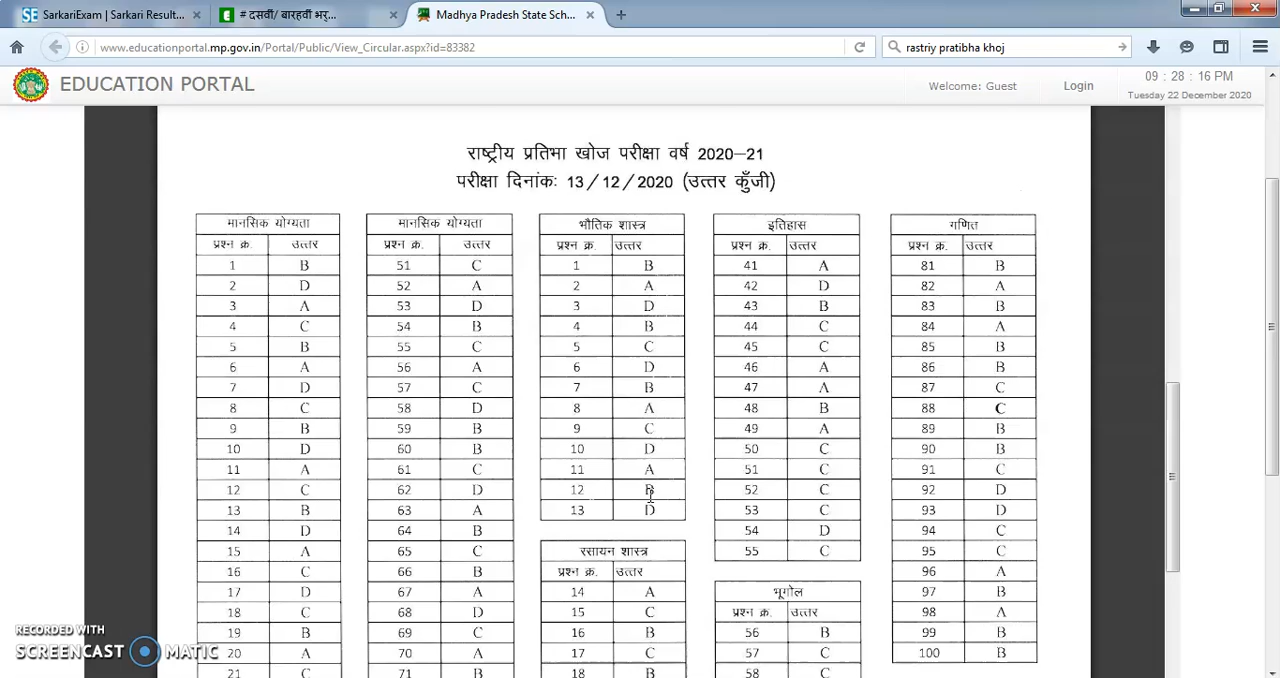 SarkariExam | Sarkari Result...
# दसवीं/ बारहवीं भर्...
Madhya Pradesh State Sch...
www.educationportal.mp.gov.in/Portal/Public/View_Circular.aspx?id=83382
rastriy pratibha khoj
EDUCATION PORTAL
Welcome: Guest
Login
09 : 28 : 16 PM
Tuesday 22 December 2020
राष्ट्रीय प्रतिभा खोज परीक्षा वर्ष 2020–21
परीक्षा दिनांकः 13/12/2020 (उत्तर कुँजी)
मानसिक योग्यता
प्रश्न क्र. उत्तर
1 B
2 D
3 A
4 C
5 B
6 A
7 D
8 C
9 B
10 D
11 A
12 C
13 B
14 D
15 A
16 C
17 D
18 C
19 B
20 A
21 C
मानसिक योग्यता
प्रश्न क्र. उत्तर
51 C
52 A
53 D
54 B
55 C
56 A
57 C
58 D
59 B
60 B
61 C
62 D
63 A
64 B
65 C
66 B
67 A
68 D
69 C
70 A
71 B
भौतिक शास्त्र
प्रश्न क्र. उत्तर
1 B
2 A
3 D
4 B
5 C
6 D
7 B
8 A
9 C
10 D
11 A
12 B
13 D
रसायन शास्त्र
प्रश्न क्र. उत्तर
14 A
15 C
16 B
17 C
18 B
इतिहास
प्रश्न क्र. उत्तर
41 A
42 D
43 B
44 C
45 C
46 A
47 A
48 B
49 A
50 C
51 C
52 C
53 C
54 D
55 C
भूगोल
प्रश्न क्र. उत्तर
56 B
57 C
58 C
गणित
प्रश्न क्र. उत्तर
81 B
82 A
83 B
84 A
85 B
86 B
87 C
88 C
89 B
90 B
91 C
92 D
93 D
94 C
95 C
96 A
97 B
98 A
99 B
100 B
RECORDED WITH
SCREENCAST MATIC